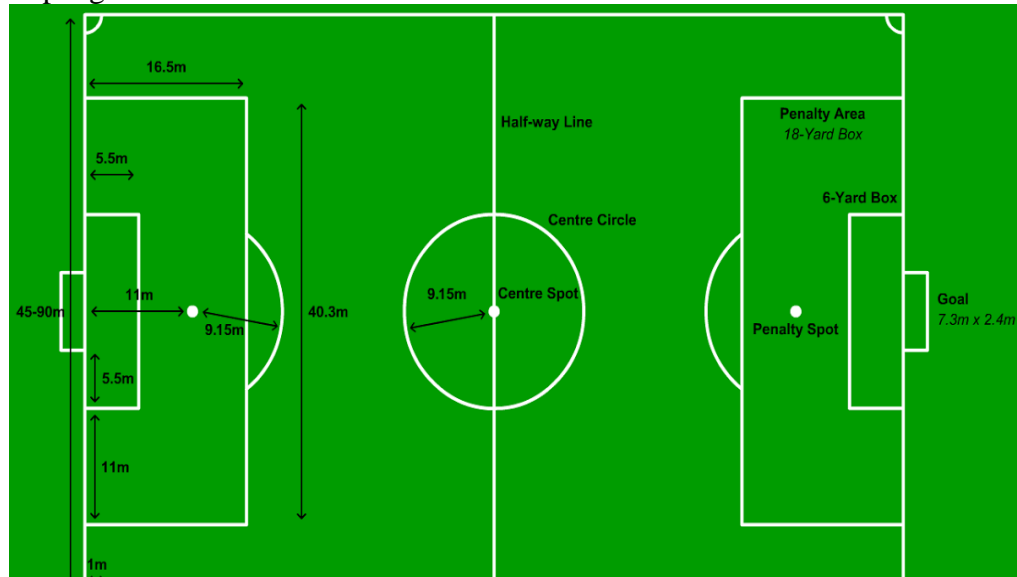 16.5m
Half-way Line
Penalty Area
18-Yard Box
5.5m
6-Yard Box
Centre Circle
11m
9.15m
Centre Spot
Goal
45-90m
9.15m
40.3m
7.3m x 2.4m
Penalty Spot
5.5m
11m
1m